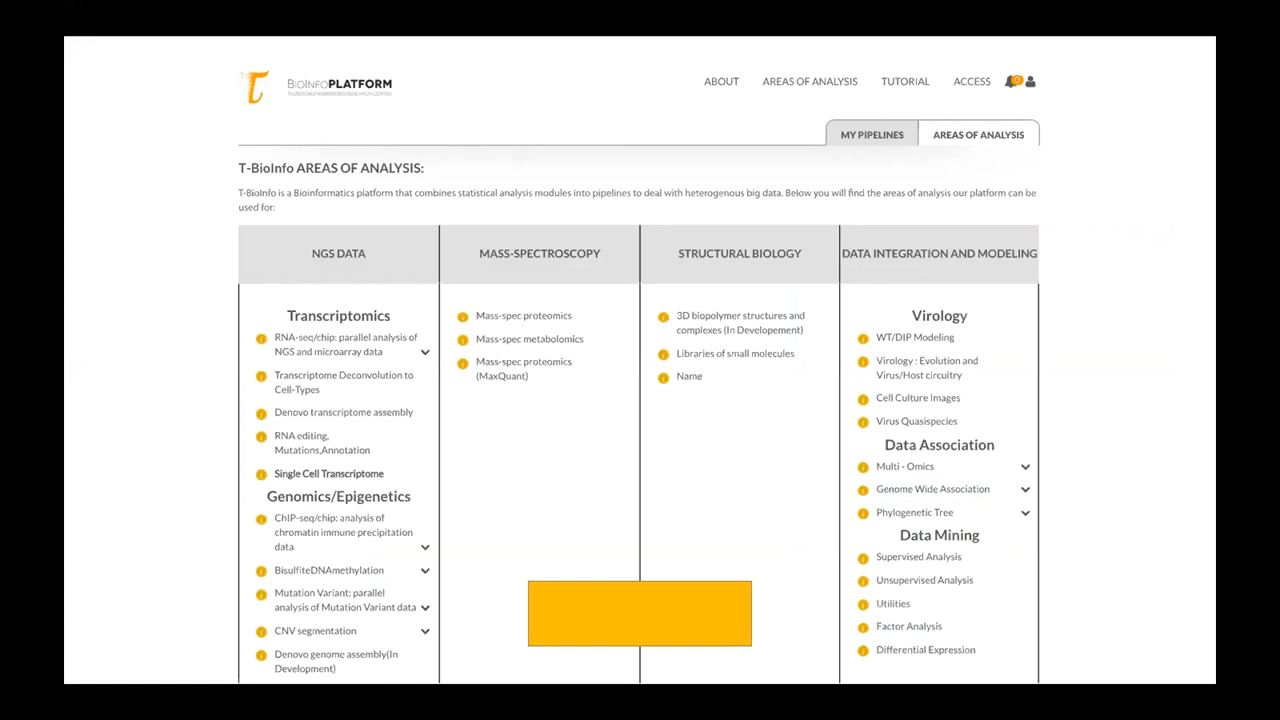 BIOINFOPLATFORM
ABOUT
AREAS OF ANALYSIS
TUTORIAL
ACCESS
MY PIPELINES
AREAS OF ANALYSIS
T-BioInfo AREAS OF ANALYSIS:
T-BioInfo is a Bioinformatics platform that combines statistical analysis modules into pipelines to deal with heterogenous big data. Below you will find the areas of analysis our platform can be
used for:
NGS DATA
Transcriptomics
RNA-seq/chip: parallel analysis of
NGS and microarray data
Transcriptome Deconvolution to
Cell-Types
Denovo transcriptome assembly
RNA editing,
Mutations,Annotation
Single Cell Transcriptome
Genomics/Epigenetics
ChIP-seq/chip: analysis of
chromatin immune precipitation
data
BisulfiteDNAmethylation
Mutation Variant: parallel
analysis of Mutation Variant data
CNV segmentation
Denovo genome assembly(In
Development)
MASS-SPECTROSCOPY
Mass-spec proteomics
Mass-spec metabolomics
Mass-spec proteomics
(MaxQuant)
STRUCTURAL BIOLOGY
3D biopolymer structures and
complexes (In Developement)
Libraries of small molecules
Name
DATA INTEGRATION AND MODELING
Virology
WT/DIP Modeling
Virology : Evolution and
Virus/Host circuitry
Cell Culture Images
Virus Quasispecies
Data Association
Multi - Omics
Genome Wide Association
Phylogenetic Tree
Data Mining
Supervised Analysis
Unsupervised Analysis
Utilities
Factor Analysis
Differential Expression